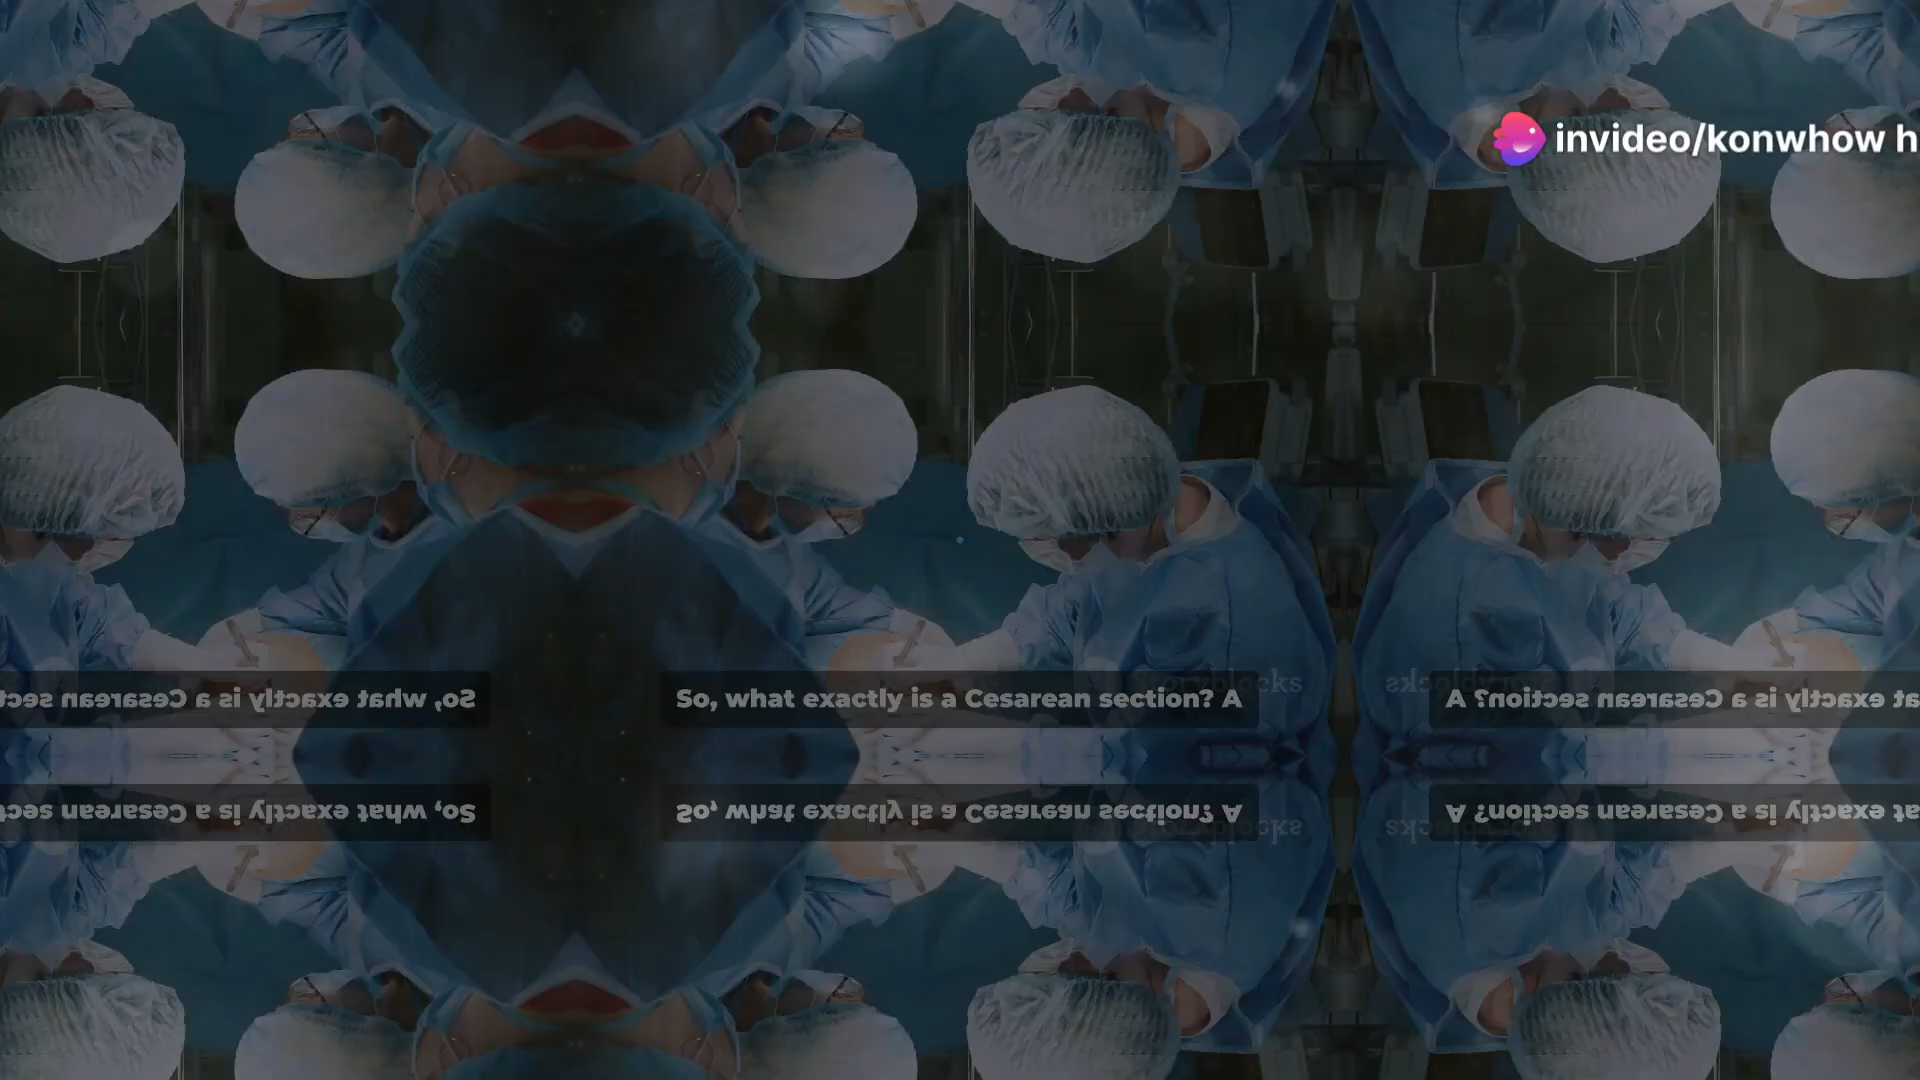 invideo/konwhow h
So, what exactly is a Cesarean section? A